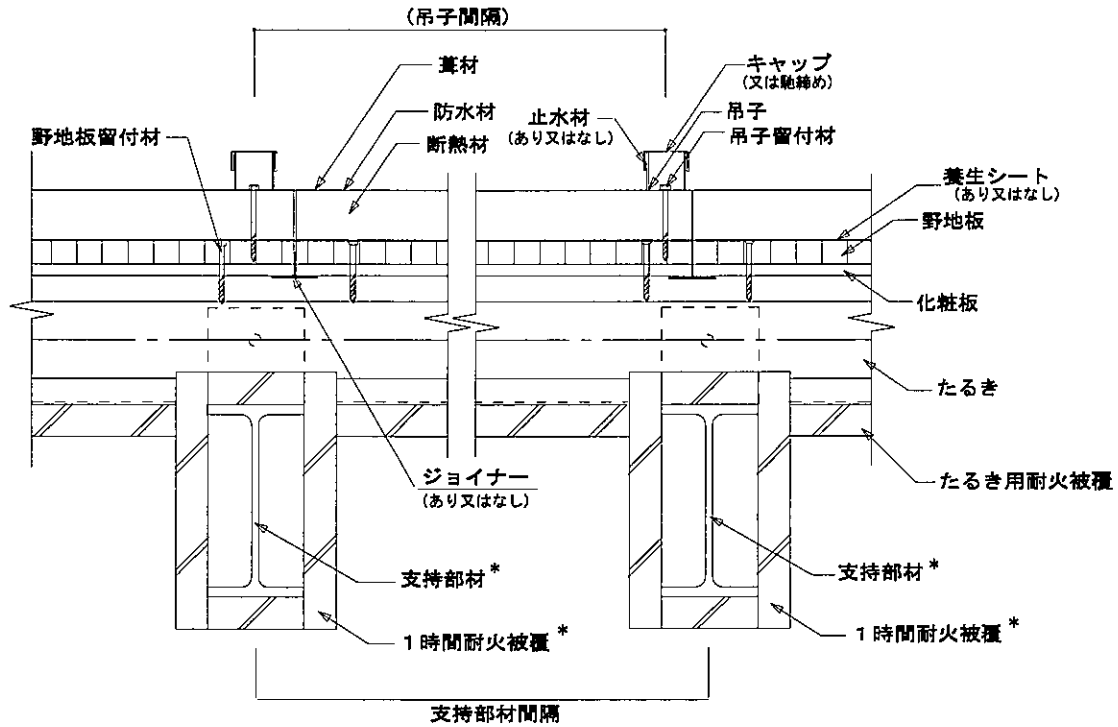 (吊子間隔)
葺材
キャップ
(又は馳締め)
防水材
止水材
(あり又はなし)
吊子
野地板留付材
断熱材
吊子留付材
養生シート
(あり又はなし)
野地板
化粧板
たるき
ジョイナー
(あり又はなし)
たるき用耐火被覆
支持部材*
支持部材*
1時間耐火被覆*
1時間耐火被覆*
支持部材間隔